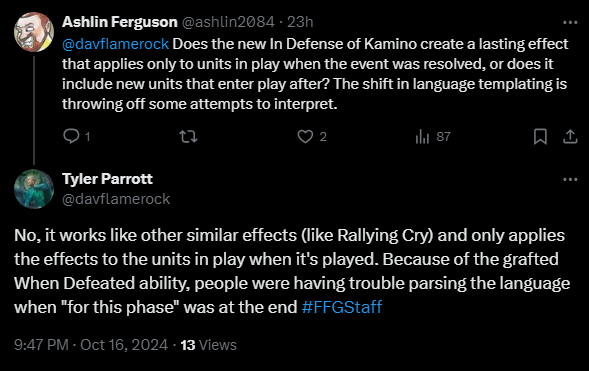 Ashlin Ferguson @ashlin2084 · 23h
@davflamerock Does the new In Defense of Kamino create a lasting effect
that applies only to units in play when the event was resolved, or does it
include new units that enter play after? The shift in language templating is
throwing off some attempts to interpret.
1 2 87
Tyler Parrott
@davflamerock
No, it works like other similar effects (like Rallying Cry) and only applies
the effects to the units in play when it's played. Because of the grafted
When Defeated ability, people were having trouble parsing the language
when "for this phase" was at the end #FFGStaff
9:47 PM · Oct 16, 2024 · 13 Views